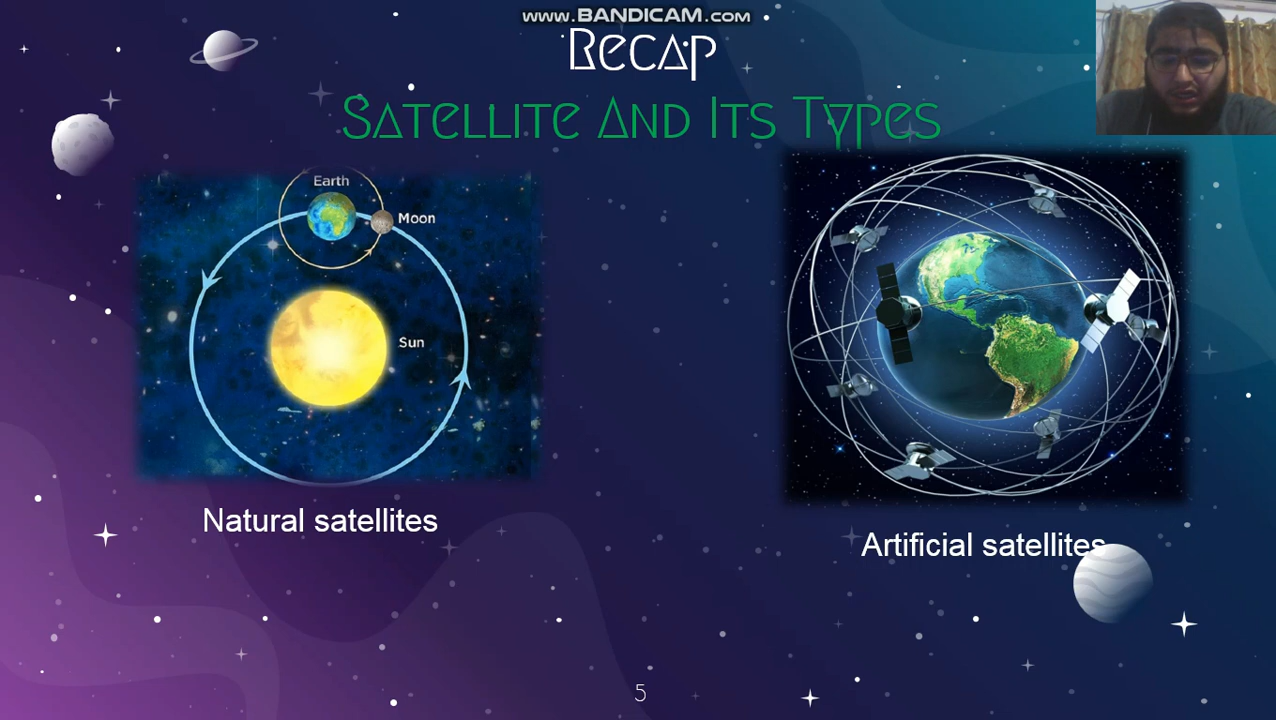 www.BANDICAM.com
Recap
Satellite And Its Types
Earth
Moon
Sun
Natural satellites
Artificial satellites
5